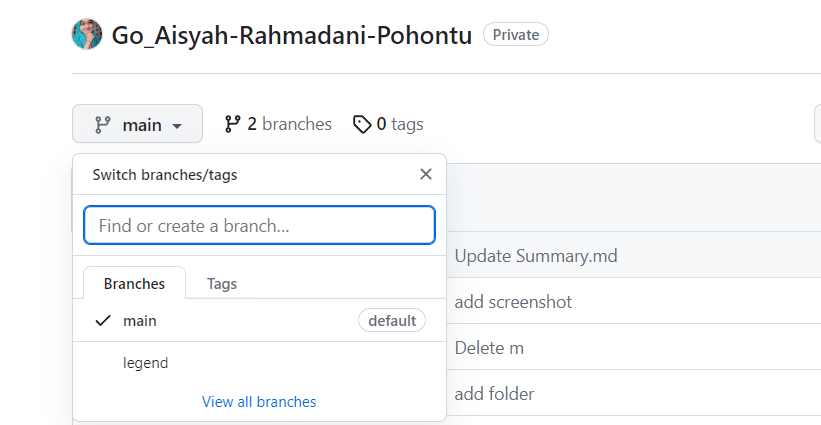 Go_Aisyah-Rahmadani-Pohontu Private
main 2 branches 0 tags
Switch branches/tags
Find or create a branch...
Update Summary.md
Branches Tags
add screenshot
main default
Delete m
legend
add folder
View all branches